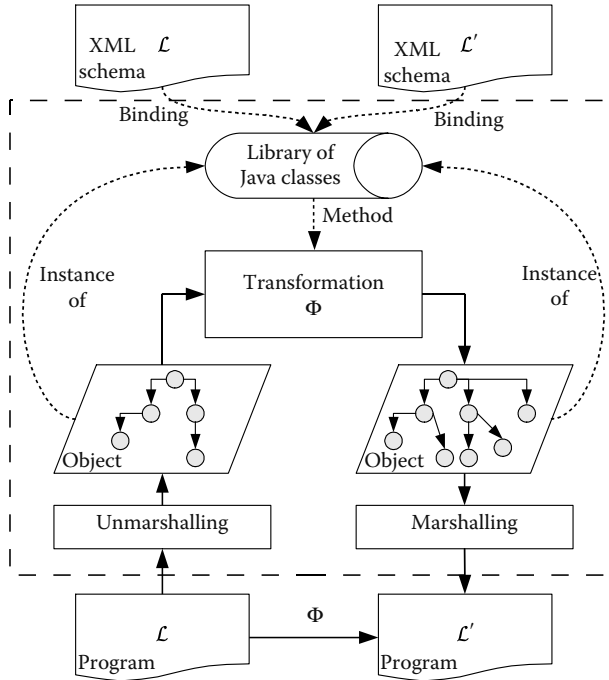 XML ℒ
schema
XML ℒ′
schema
Binding
Binding
Library of
Java classes
Method
Instance
of
Transformation
Φ
Instance
of
Object
Object
Unmarshalling
Marshalling
ℒ
Program
Φ
ℒ′
Program